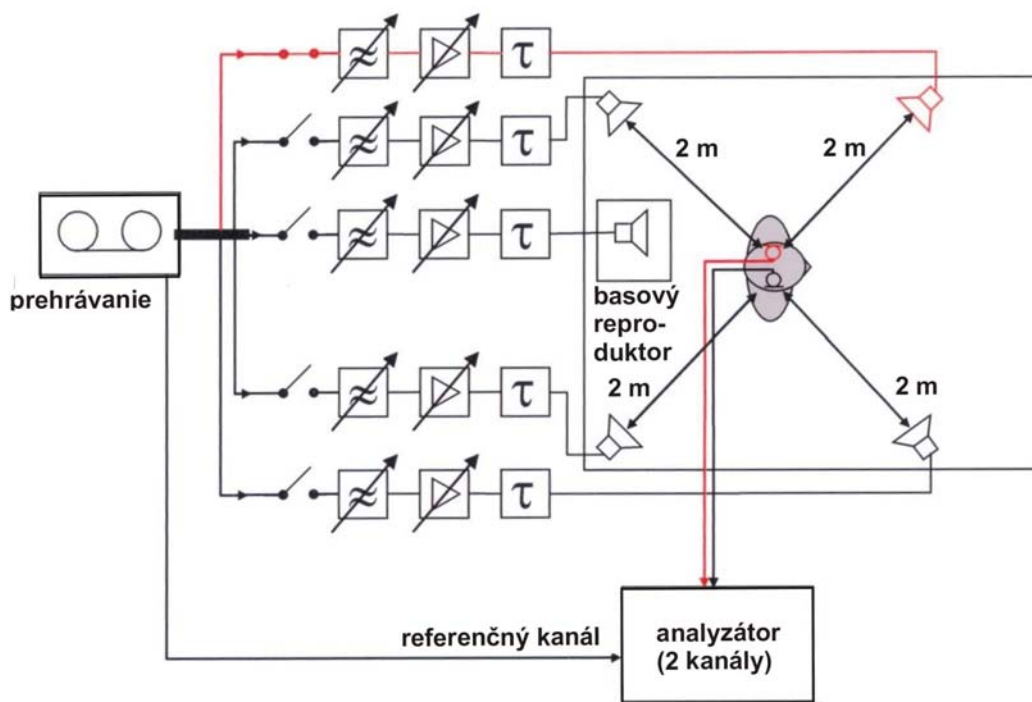 τ
τ
2 m
2 m
τ
prehrávanie
basový
repro-
duktor
2 m
2 m
τ
τ
referenčný kanál
analyzátor
(2 kanály)